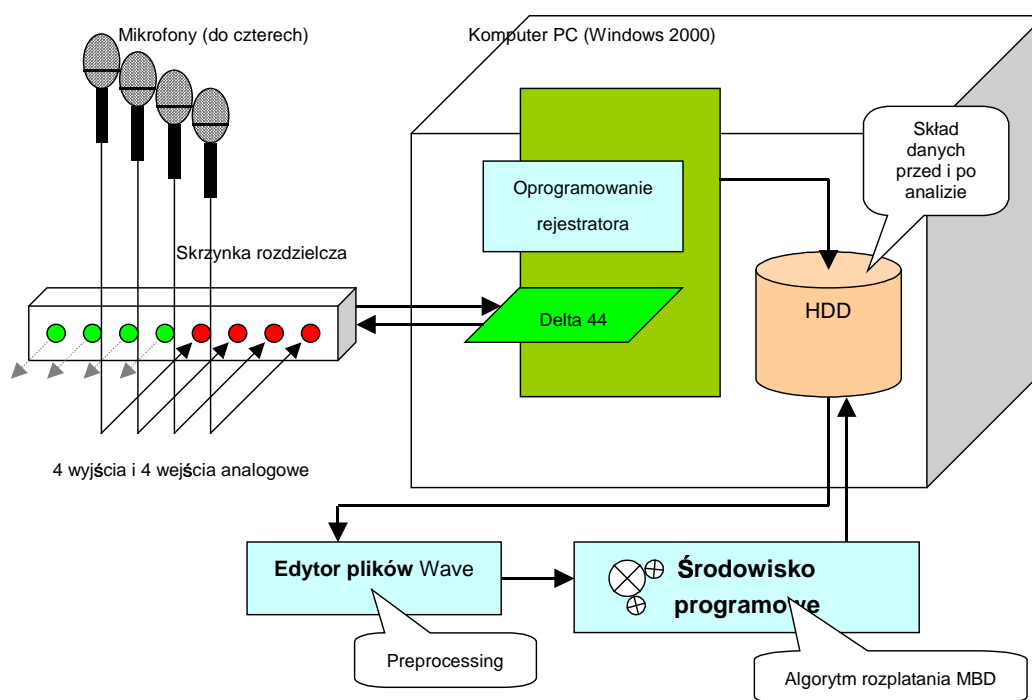 Mikrofony (do czterech)
Komputer PC (Windows 2000)
Skład
danych
przed i po
analizie
Oprogramowanie
rejestratora
Skrzynka rozdzielcza
Delta 44
HDD
4 wyjścia i 4 wejścia analogowe
Edytor plików Wave
Środowisko
programowe
Preprocessing
Algorytm rozplatania MBD